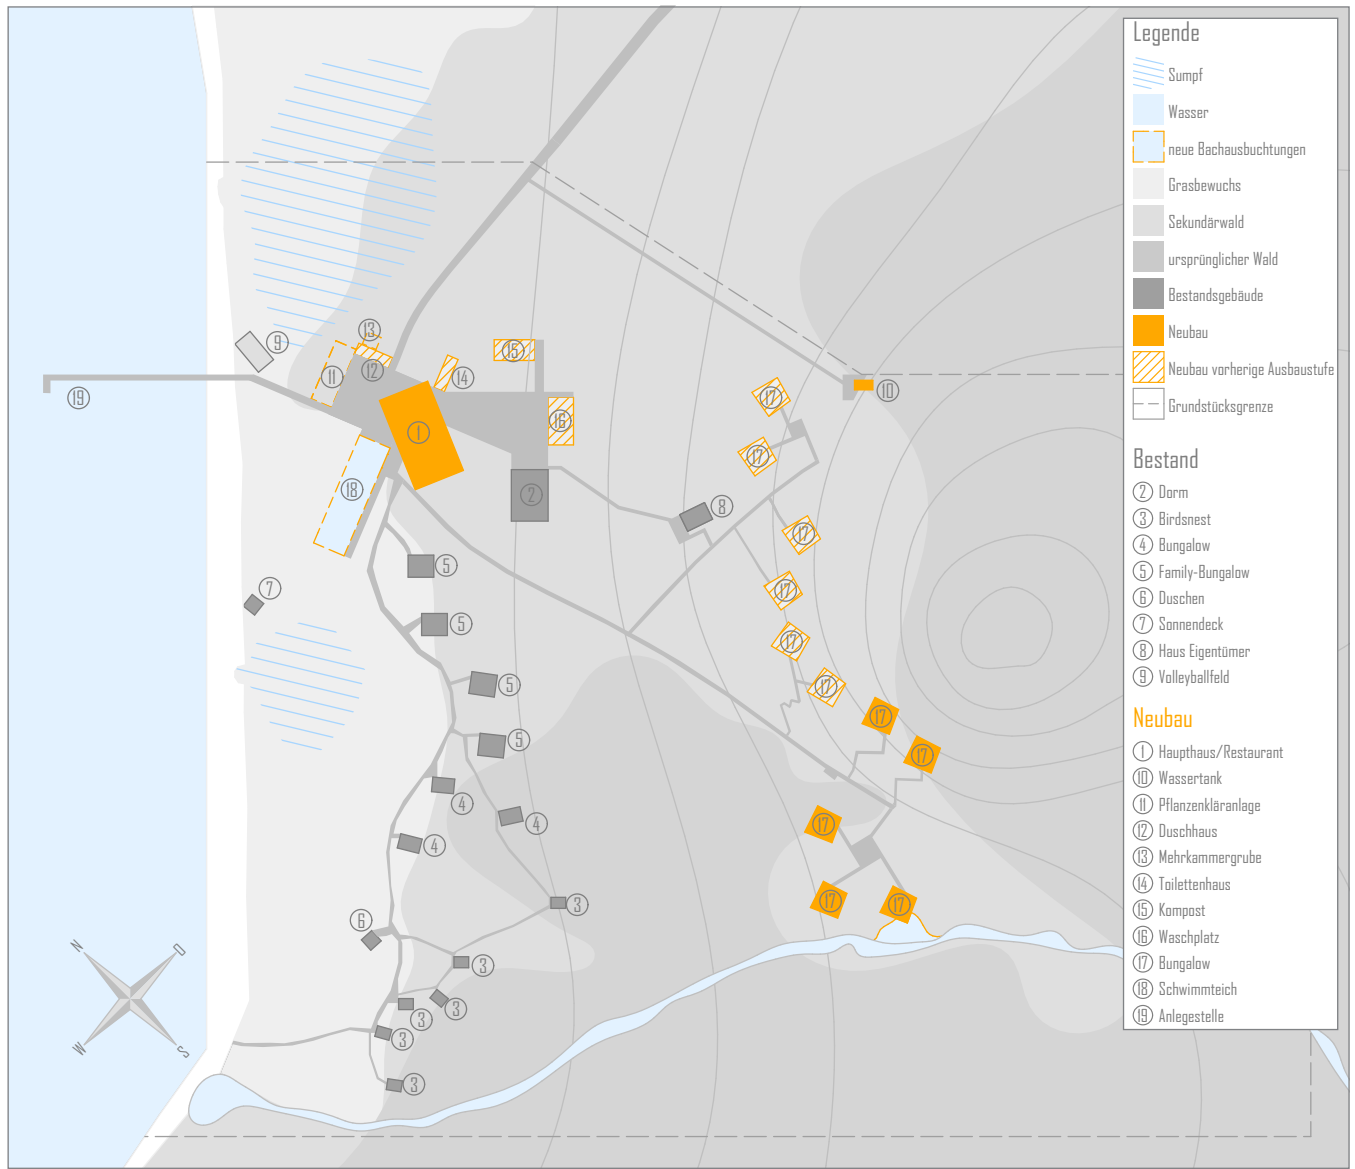 Legende
Sumpf
Wasser
neue Bachausbuchtungen
Grasbewuchs
Sekundärwald
ursprünglicher Wald
Bestandsgebäude
Neubau
Neubau vorherige Ausbaustufe
Grundstücksgrenze
Bestand
2 Dorm
3 Birdsnest
4 Bungalow
5 Family-Bungalow
6 Duschen
7 Sonnendeck
8 Haus Eigentümer
9 Volleyballfeld
Neubau
1 Haupthaus/Restaurant
10 Wassertank
11 Pflanzenkläranlage
12 Duschhaus
13 Mehrkammergrube
14 Toilettenhaus
15 Kompost
16 Waschplatz
17 Bungalow
18 Schwimmteich
19 Anlegestelle
13
9
15
11
12
14
10
19
17
16
1
17
18
2
8
17
5
7
17
5
17
5
17
17
5
17
4
4
17
4
17
3
17
6
3
3
3
3
3
N
O
W
S